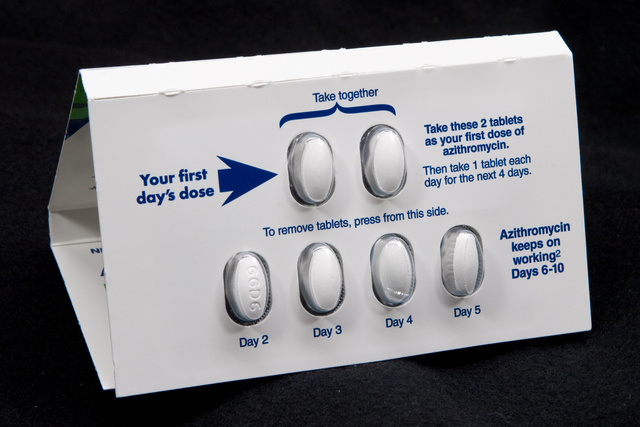 Take together
Take these 2 tablets
as your first dose of
azithromycin.
Then take 1 tablet each
day for the next 4 days.
Your first
day's dose
To remove tablets, press from this side.
Azithromycin
keeps on
working2
Days 6-10
GGD6
Day 2
Day 3
Day 4
Day 5